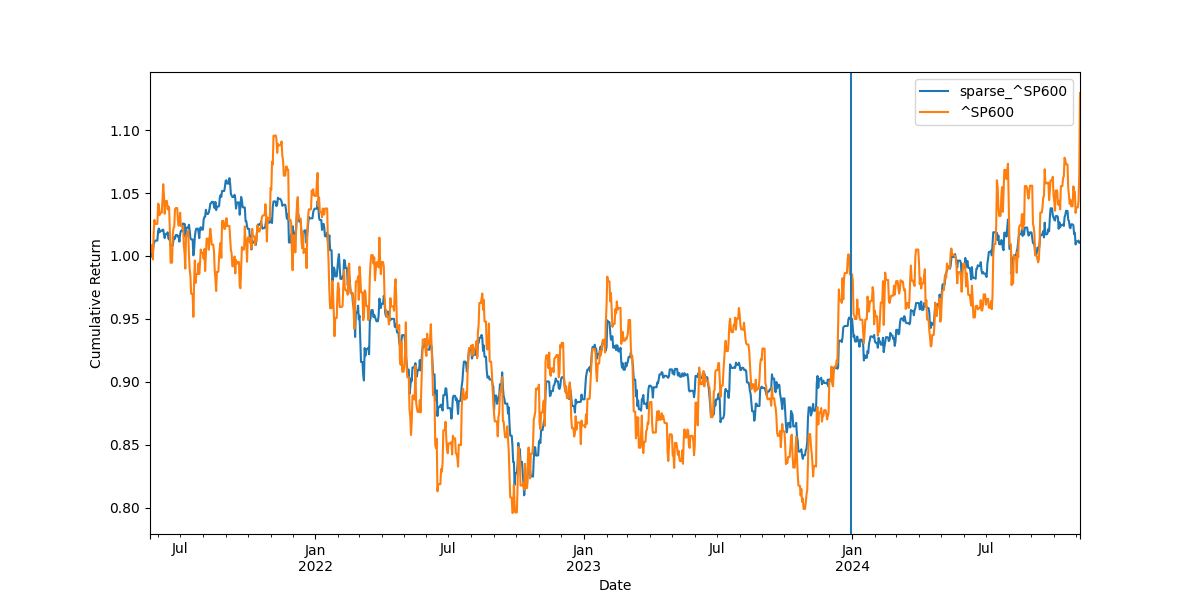 sparse_^SP600
^SP600
1.10
1.05
1.00
0.95
0.90
0.85
0.80
Cumulative Return
Jul Jan Jul Jan Jul Jan Jul
2022 2023 2024
Date